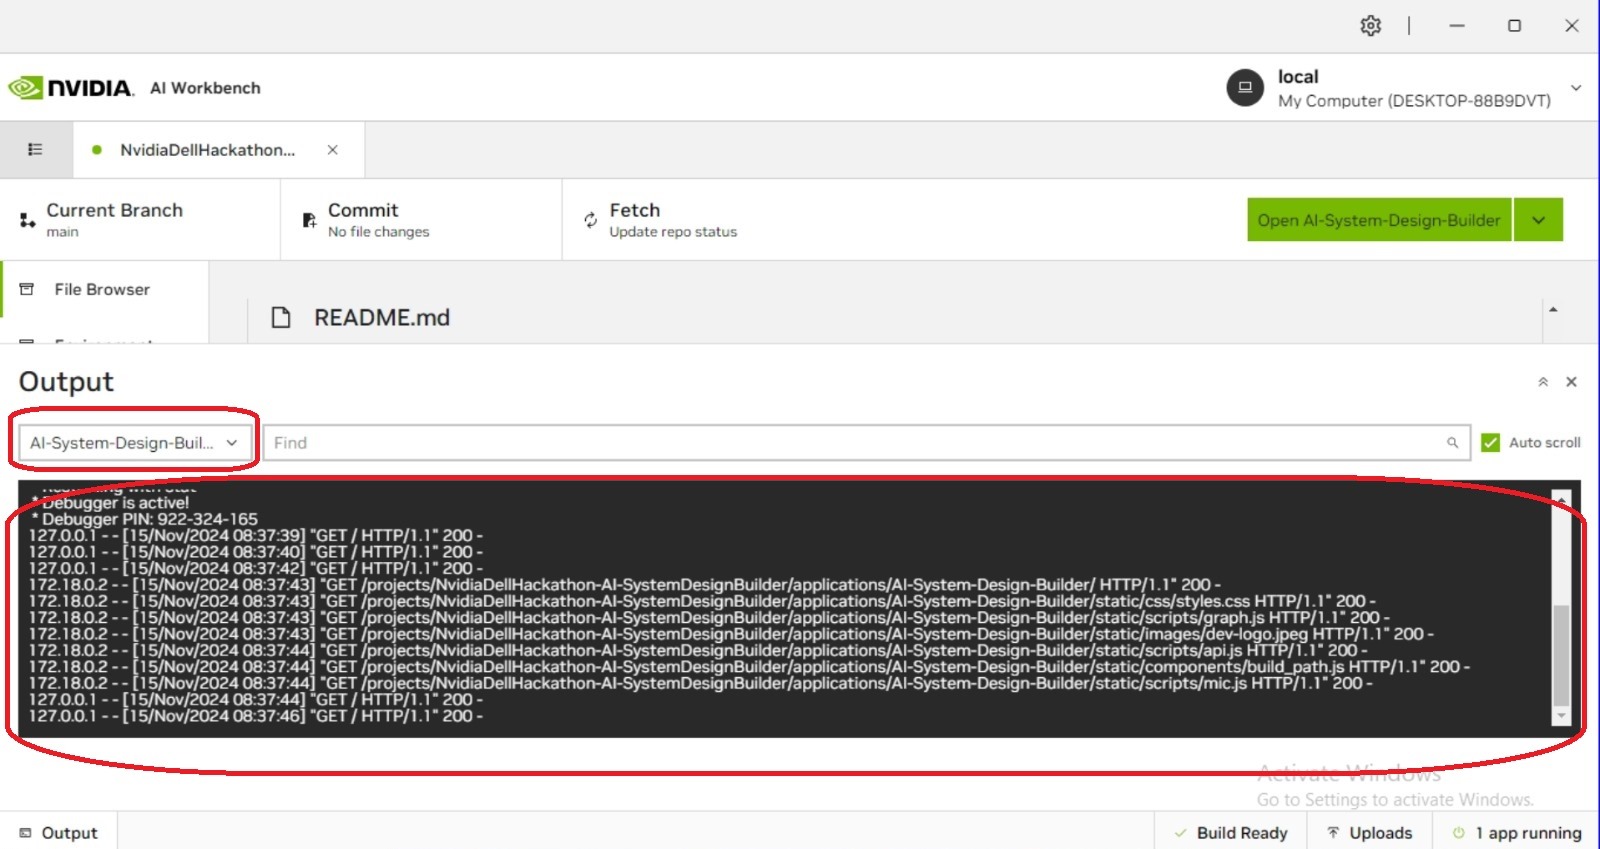 NVIDIA. AI Workbench
local
My Computer (DESKTOP-88B9DVT)
NvidiaDellHackathon...
Current Branch
main
Commit
No file changes
Fetch
Update repo status
Open AI-System-Design-Builder
File Browser
README.md
Output
AI-System-Design-Buil...
Find
Auto scroll
* Debugger is active!
* Debugger PIN: 922-324-165
127.0.0.1 - - [15/Nov/2024 08:37:39] "GET / HTTP/1.1" 200 -
127.0.0.1 - - [15/Nov/2024 08:37:40] "GET / HTTP/1.1" 200 -
127.0.0.1 - - [15/Nov/2024 08:37:42] "GET / HTTP/1.1" 200 -
172.18.0.2 - - [15/Nov/2024 08:37:43] "GET /projects/NvidiaDellHackathon-AI-SystemDesignBuilder/applications/AI-System-Design-Builder/ HTTP/1.1" 200 -
172.18.0.2 - - [15/Nov/2024 08:37:43] "GET /projects/NvidiaDellHackathon-AI-SystemDesignBuilder/applications/AI-System-Design-Builder/static/css/styles.css HTTP/1.1" 200 -
172.18.0.2 - - [15/Nov/2024 08:37:43] "GET /projects/NvidiaDellHackathon-AI-SystemDesignBuilder/applications/AI-System-Design-Builder/static/scripts/graph.js HTTP/1.1" 200 -
172.18.0.2 - - [15/Nov/2024 08:37:43] "GET /projects/NvidiaDellHackathon-AI-SystemDesignBuilder/applications/AI-System-Design-Builder/static/images/dev-logo.jpeg HTTP/1.1" 200 -
172.18.0.2 - - [15/Nov/2024 08:37:44] "GET /projects/NvidiaDellHackathon-AI-SystemDesignBuilder/applications/AI-System-Design-Builder/static/scripts/api.js HTTP/1.1" 200 -
172.18.0.2 - - [15/Nov/2024 08:37:44] "GET /projects/NvidiaDellHackathon-AI-SystemDesignBuilder/applications/AI-System-Design-Builder/static/components/build_path.js HTTP/1.1" 200 -
172.18.0.2 - - [15/Nov/2024 08:37:44] "GET /projects/NvidiaDellHackathon-AI-SystemDesignBuilder/applications/AI-System-Design-Builder/static/scripts/mic.js HTTP/1.1" 200 -
127.0.0.1 - - [15/Nov/2024 08:37:44] "GET / HTTP/1.1" 200 -
127.0.0.1 - - [15/Nov/2024 08:37:46] "GET / HTTP/1.1" 200 -
Activate Windows
Go to Settings to activate Windows.
Output
Build Ready
Uploads
1 app running